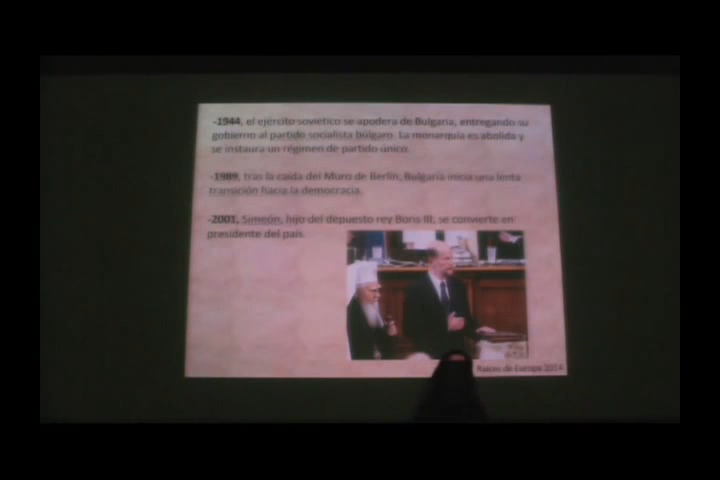 -1944, el ejército soviético se apodera de Bulgaria, entregando su
gobierno al partido socialista búlgaro. La monarquía es abolida y
se instaura un régimen de partido único.
-1989, tras la caída del Muro de Berlín, Bulgaria inicia una lenta
transición hacia la democracia.
-2001, Simeón, hijo del depuesto rey Boris III, se convierte en
presidente del país.
Raíces de Europa 2014